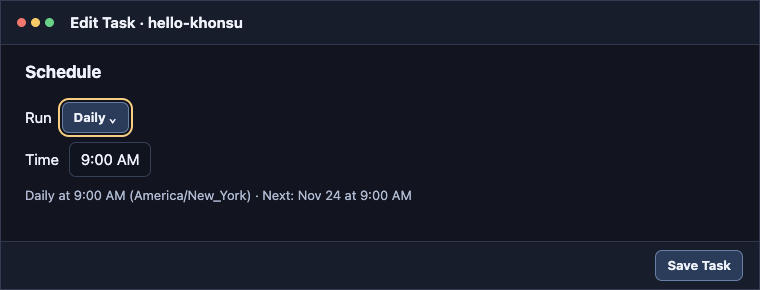 Edit Task · hello-khonsu
Schedule
Run Daily
Time 9:00 AM
Daily at 9:00 AM (America/New_York) · Next: Nov 24 at 9:00 AM
Save Task